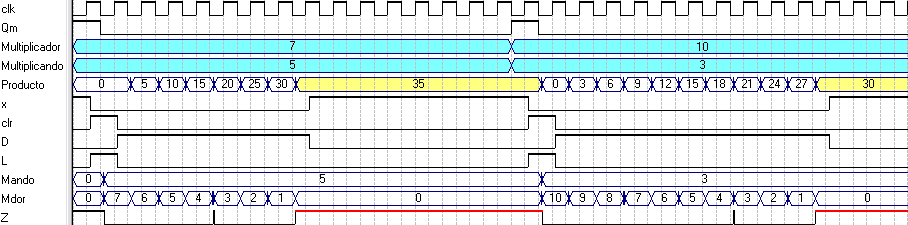 clk
Qm
Multiplicador 7 10
Multiplicando 5 3
Producto 0 5 10 15 20 25 30 35 0 3 6 9 12 15 18 21 24 27 30
x
clr
D
L
Mando 0 5 3
Mdor 0 7 6 5 4 3 2 1 0 10 9 8 7 6 5 4 3 2 1 0
Z